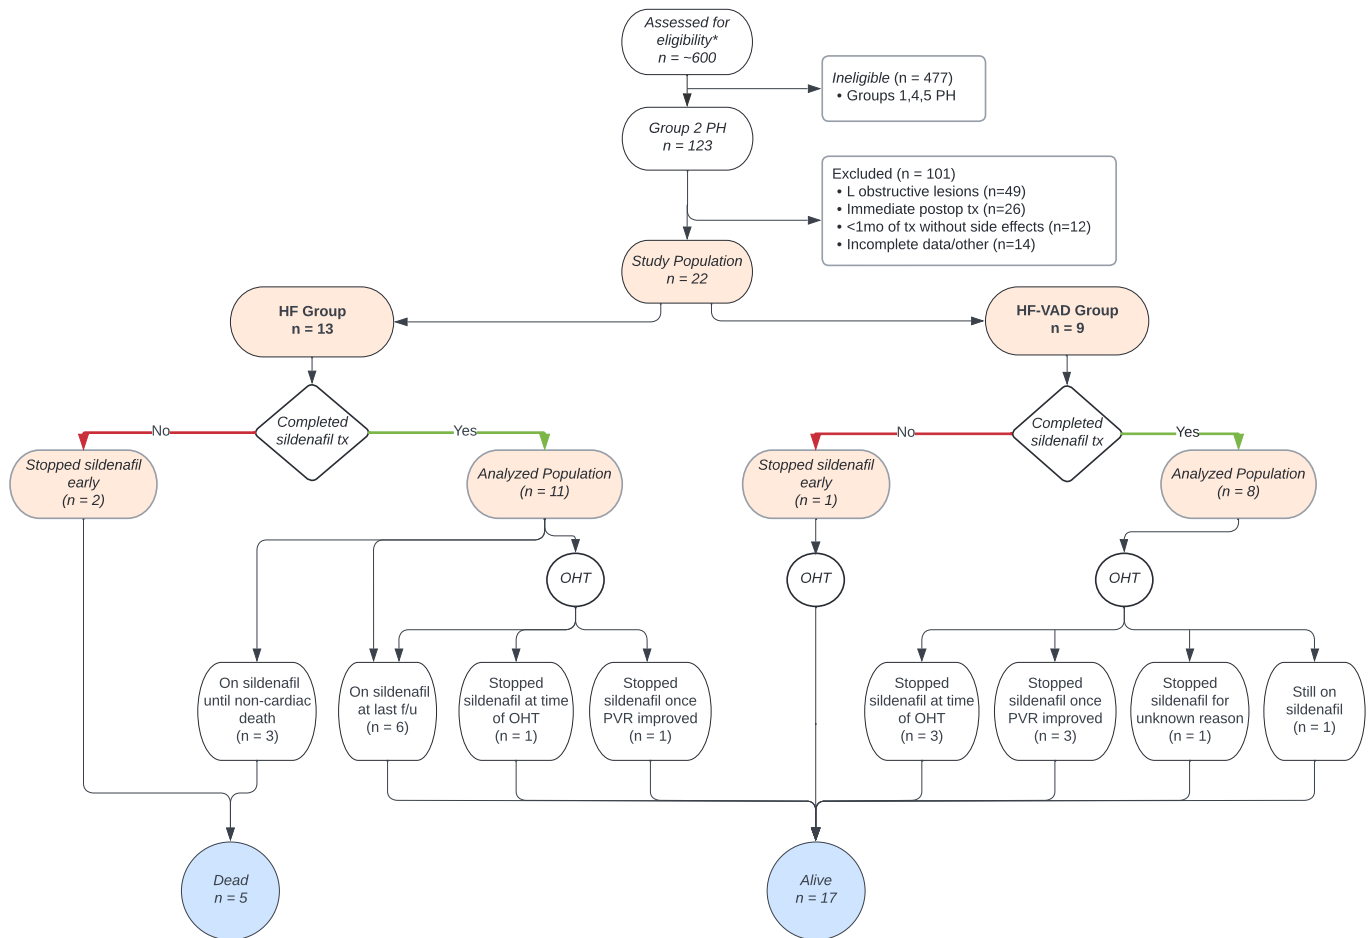 Assessed for
eligibility*
n = ~600
Ineligible (n = 477)
• Groups 1,4,5 PH
Group 2 PH
n = 123
Excluded (n = 101)
• L obstructive lesions (n=49)
• Immediate postop tx (n=26)
• <1mo of tx without side effects (n=12)
• Incomplete data/other (n=14)
Study Population
n = 22
HF Group
n = 13
HF-VAD Group
n = 9
Completed
sildenafil tx
No
Yes
Completed
sildenafil tx
No
Yes
Stopped sildenafil
early
(n = 2)
Analyzed Population
(n = 11)
Stopped sildenafil
early
(n = 1)
Analyzed Population
(n = 8)
OHT
OHT
OHT
On sildenafil
until non-cardiac
death
(n = 3)
On sildenafil
at last f/u
(n = 6)
Stopped
sildenafil at time
of OHT
(n = 1)
Stopped
sildenafil once
PVR improved
(n = 1)
Stopped
sildenafil at time
of OHT
(n = 3)
Stopped
sildenafil once
PVR improved
(n = 3)
Stopped
sildenafil for
unknown reason
(n = 1)
Still on
sildenafil
(n = 1)
Dead
n = 5
Alive
n = 17